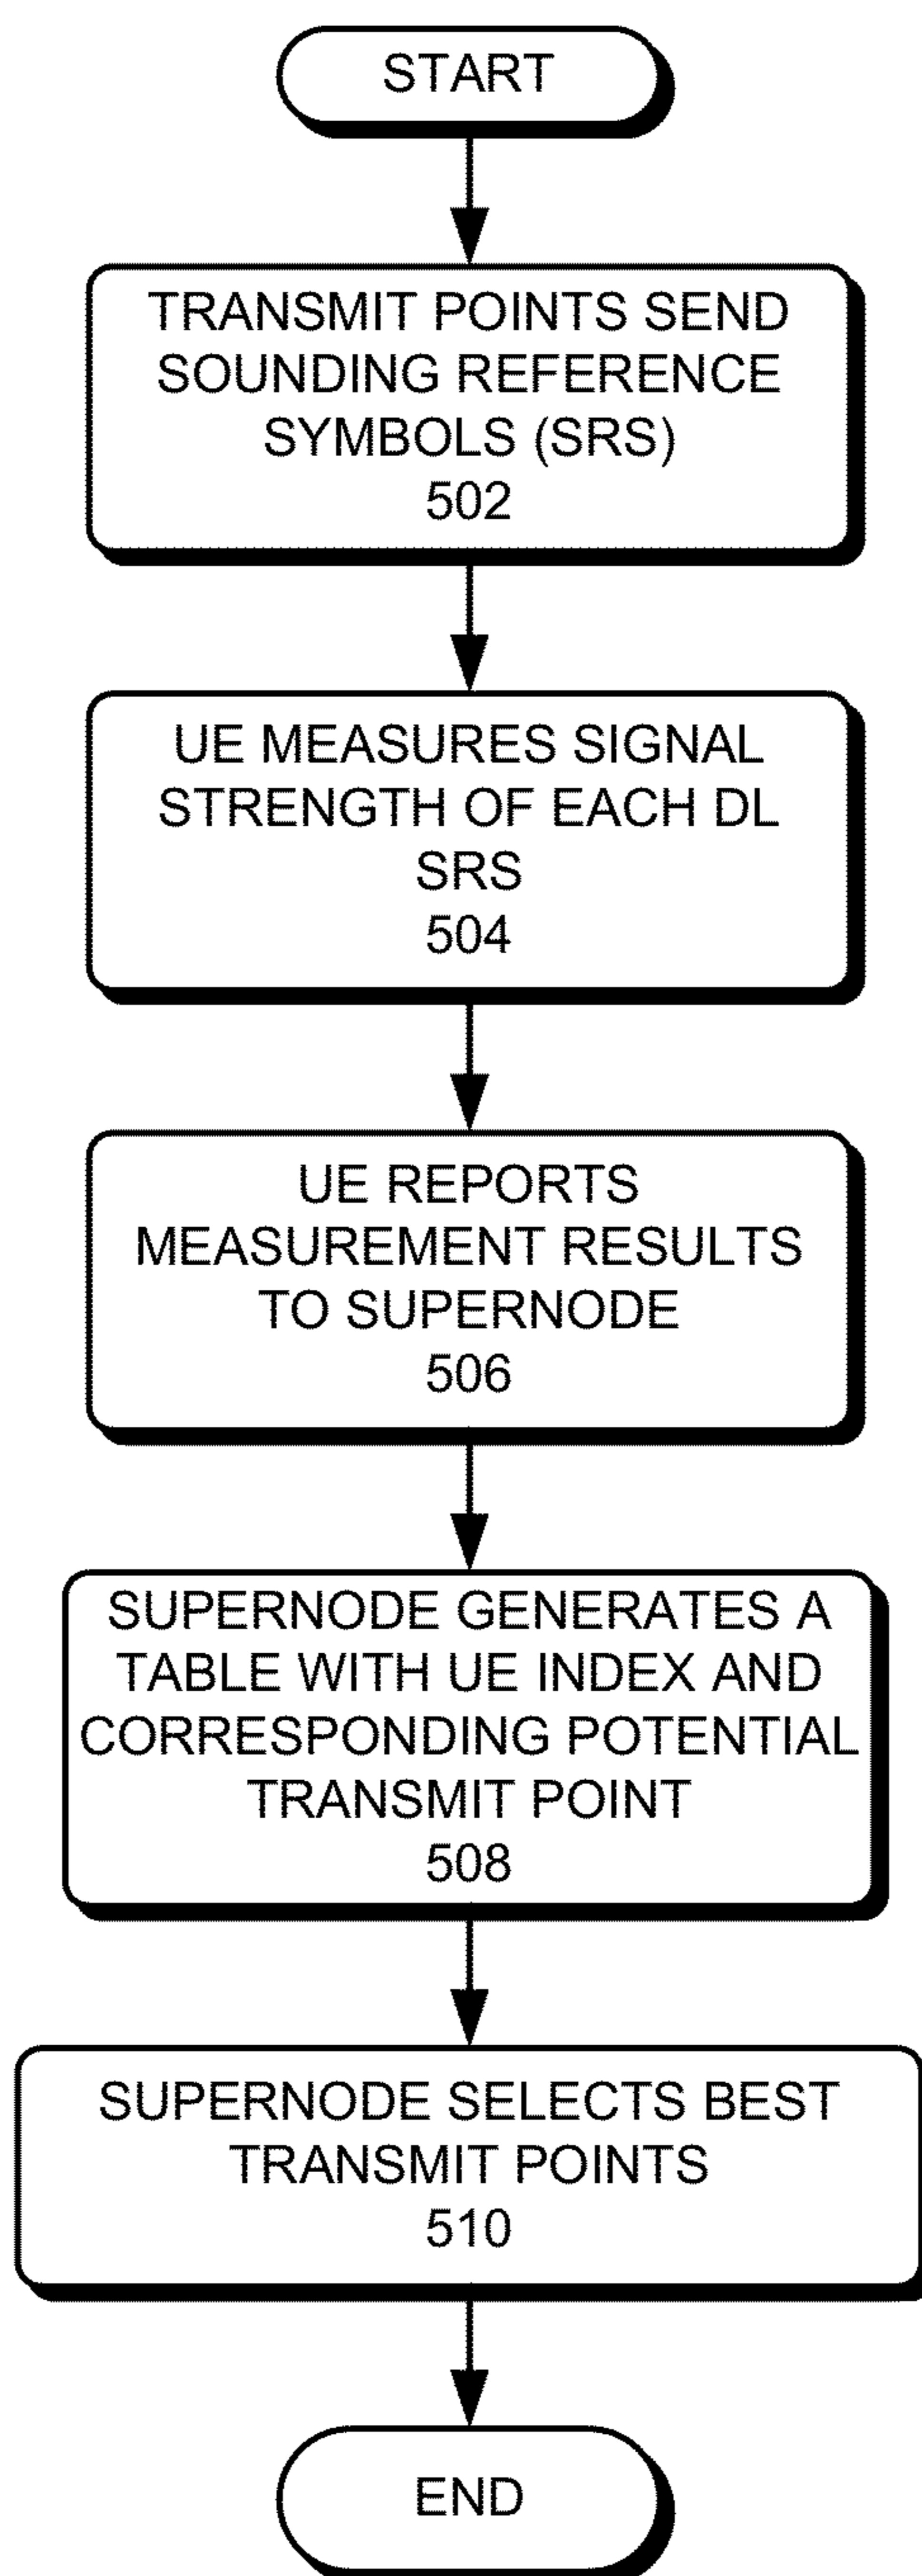 START
TRANSMIT POINTS SEND
SOUNDING REFERENCE
SYMBOLS (SRS)
502
UE MEASURES SIGNAL
STRENGTH OF EACH DL
SRS
504
UE REPORTS
MEASUREMENT RESULTS
TO SUPERNODE
506
SUPERNODE GENERATES A
TABLE WITH UE INDEX AND
CORRESPONDING POTENTIAL
TRANSMIT POINT
508
SUPERNODE SELECTS BEST
TRANSMIT POINTS
510
END